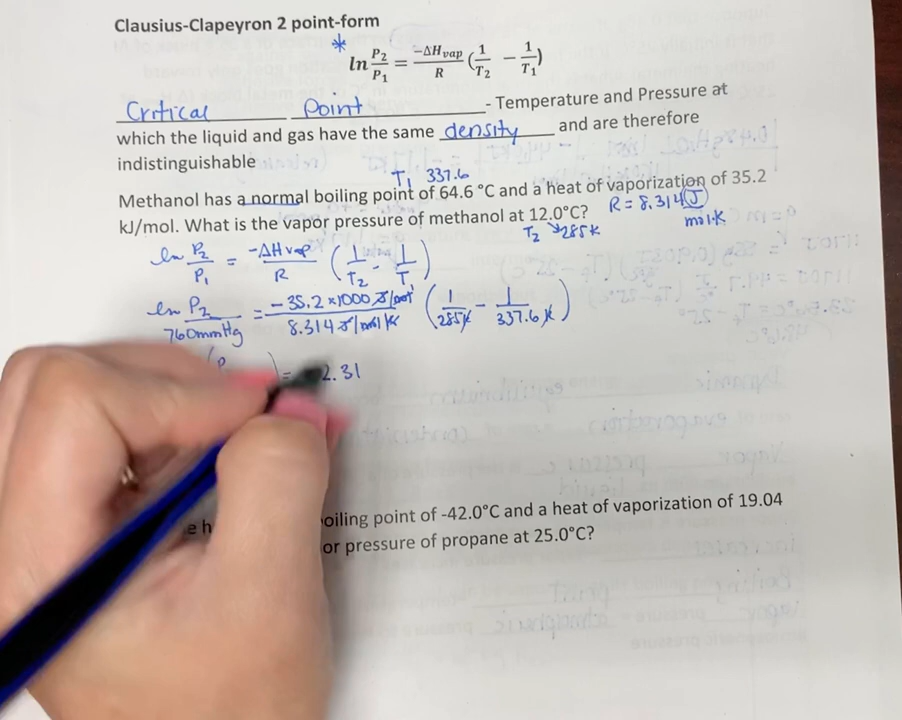 Clausius-Clapeyron 2 point-form
* ln P₂/P₁ = -ΔHvap/R (1/T₂ - 1/T₁)
Critical Point - Temperature and Pressure at
which the liquid and gas have the same density and are therefore
indistinguishable
T₁ 337.6
Methanol has a normal boiling point of 64.6 °C and a heat of vaporization of 35.2
kJ/mol. What is the vapor pressure of methanol at 12.0°C? R = 8.314 J
T₂ ↘285K mol·K
ln P₂/P₁ = -ΔHvap/R (1/T₂ - 1/T)
ln P₂/760mmHg = -35.2 x1000 J/mol / 8.314 J/mol K (1/285K - 1/337.6K)
(P ) = 2.31
e h oiling point of -42.0°C and a heat of vaporization of 19.04
or pressure of propane at 25.0°C?